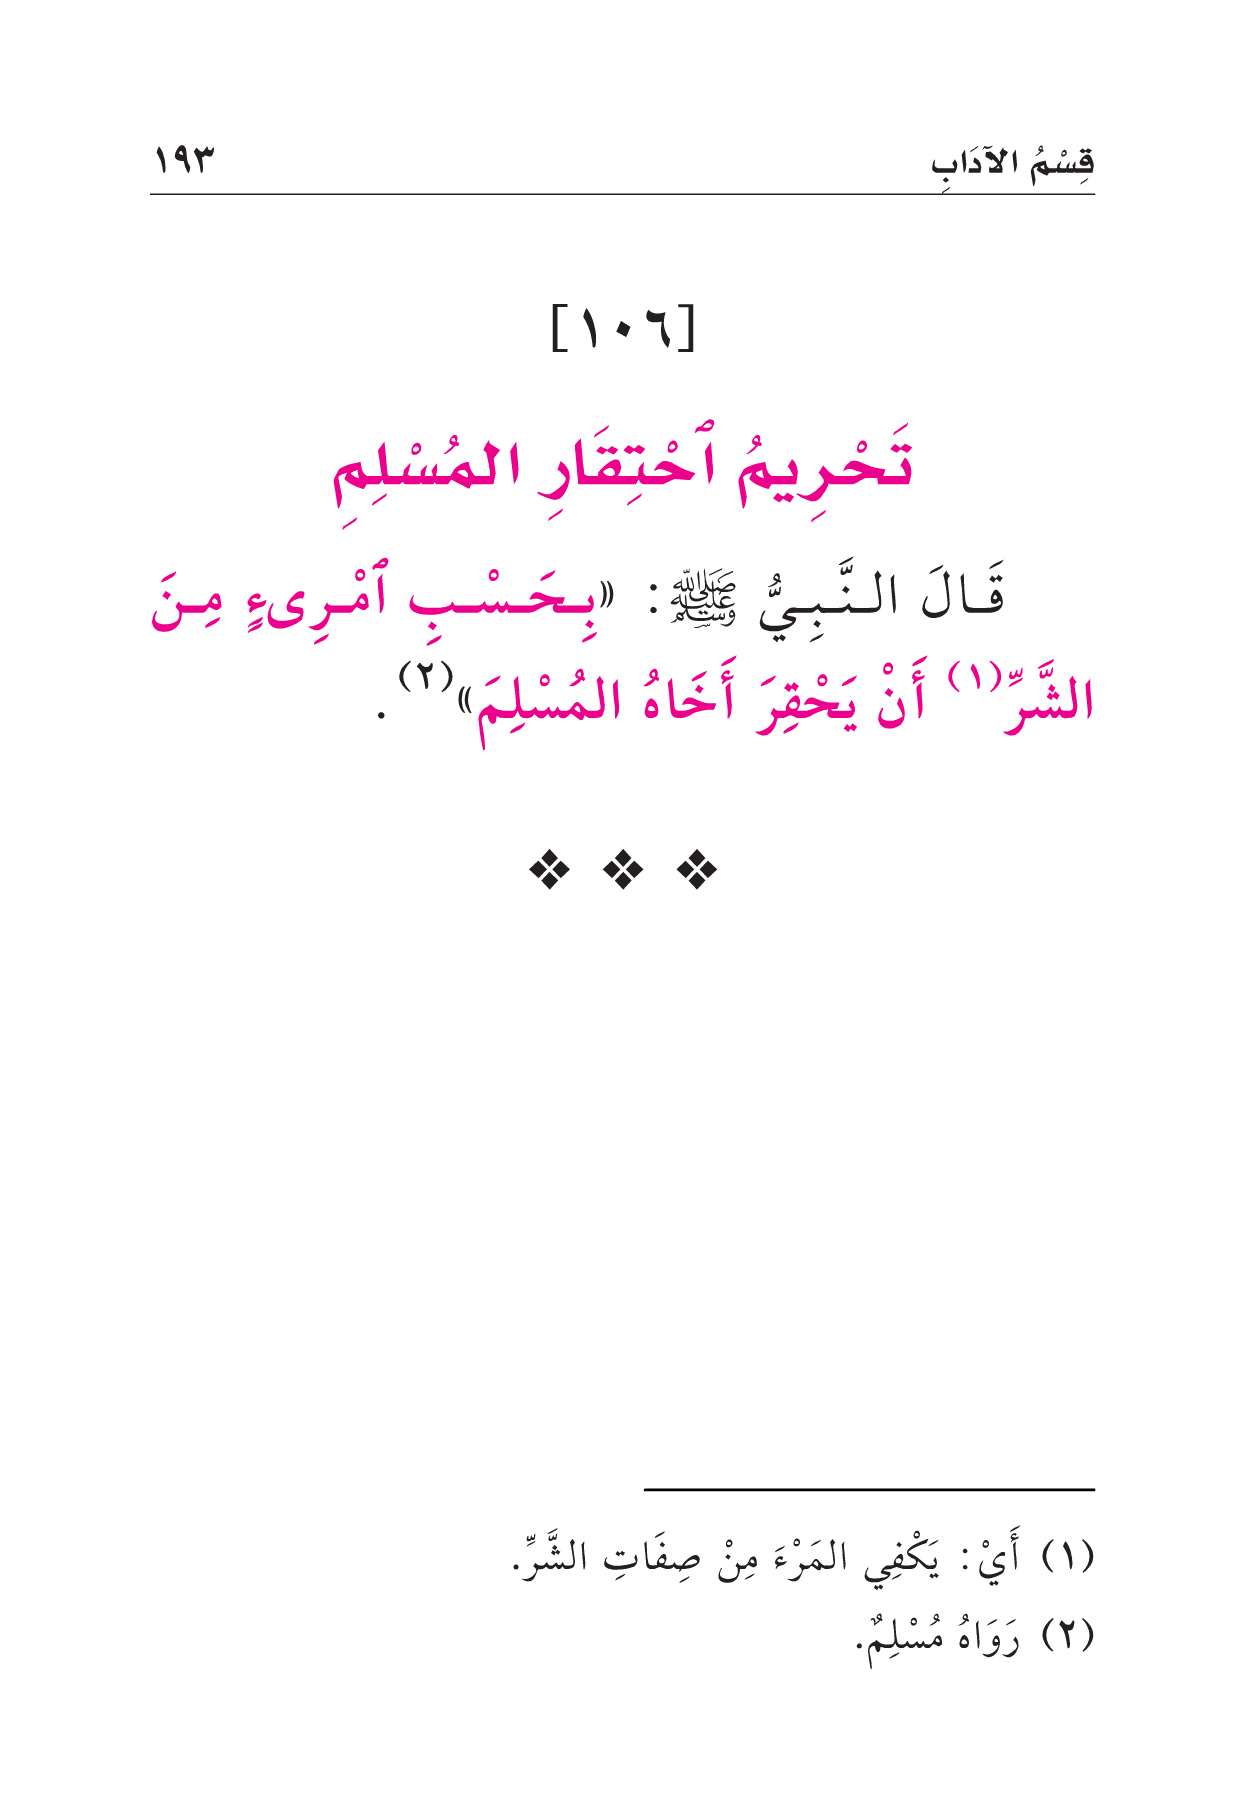 قِسْمُ الآدَابِ ١٩٣
[١٠٦]
تَحْرِيمُ ٱحْتِقَارِ المُسْلِمِ
قَالَ النَّبِيُّ ﷺ: «بِحَسْبِ ٱمْرِىءٍ مِنَ
الشَّرِّ(١) أَنْ يَحْقِرَ أَخَاهُ المُسْلِمَ»(٢).
(١) أَيْ: يَكْفِي المَرْءَ مِنْ صِفَاتِ الشَّرِّ.
(٢) رَوَاهُ مُسْلِمٌ.